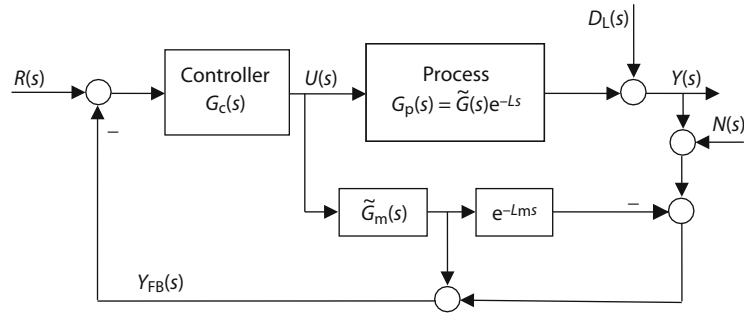 D_L(s)
R(s)
Controller
G_c(s)
U(s)
Process
G_p(s) = G̃(s)e^{–Ls}
Y(s)
N(s)
–
G̃_m(s)
e^{–Lms}
–
Y_FB(s)